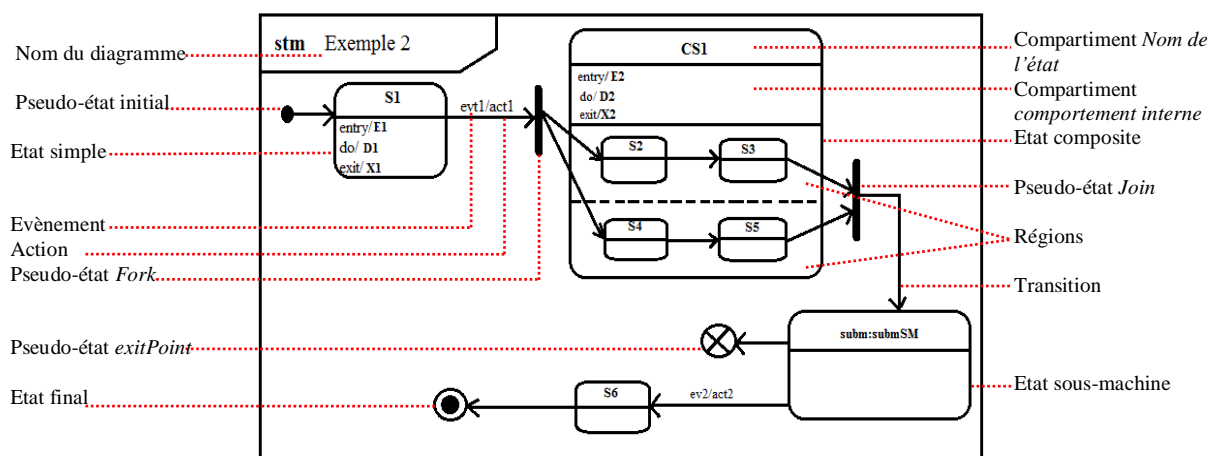 Nom du diagramme
Pseudo-état initial
Etat simple
Evènement
Action
Pseudo-état Fork
Pseudo-état exitPoint
Etat final
stm Exemple 2
S1
entry/E1
do/ D1
exit/ X1
evt1/act1
CS1
entry/ E2
do/ D2
exit/X2
S2
S3
S4
S5
subm:submSM
ev2/act2
S6
Compartiment Nom de
l'état
Compartiment
comportement interne
Etat composite
Pseudo-état Join
Régions
Transition
Etat sous-machine